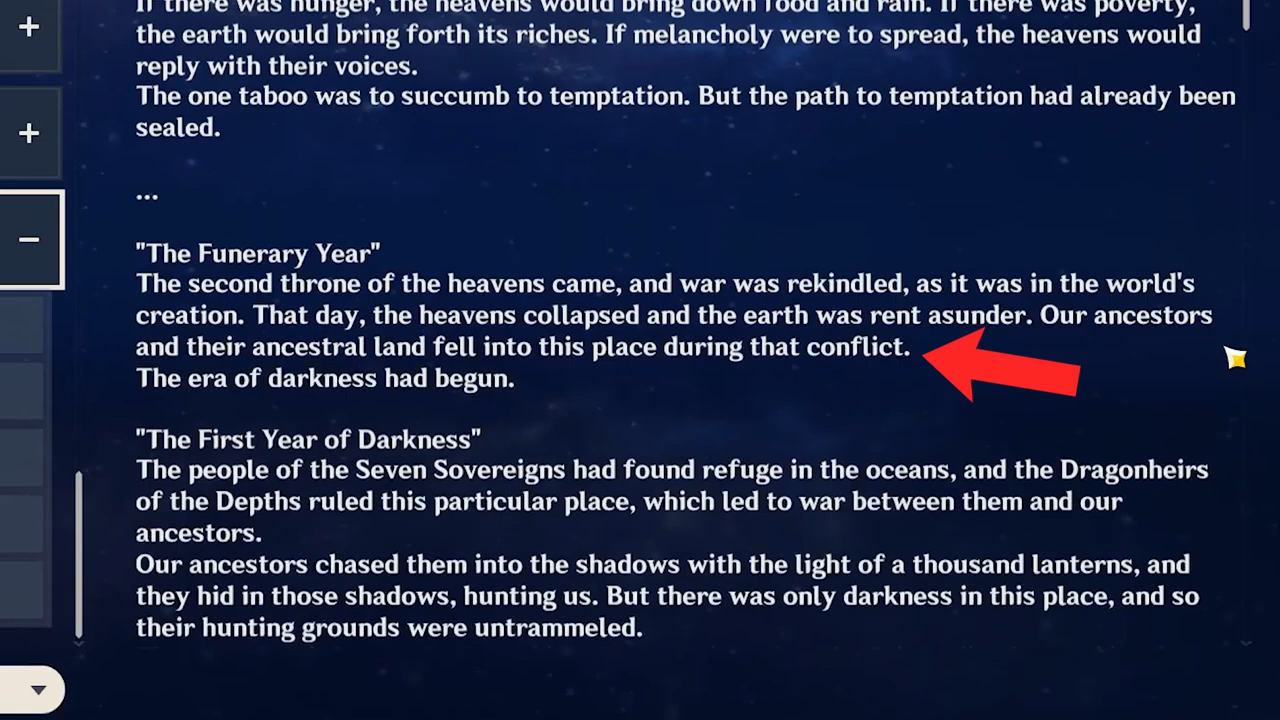 If there was hunger, the heavens would bring down food and rain. If there was poverty,
the earth would bring forth its riches. If melancholy were to spread, the heavens would
reply with their voices.
The one taboo was to succumb to temptation. But the path to temptation had already been
sealed.
...
"The Funerary Year"
The second throne of the heavens came, and war was rekindled, as it was in the world's
creation. That day, the heavens collapsed and the earth was rent asunder. Our ancestors
and their ancestral land fell into this place during that conflict.
The era of darkness had begun.
"The First Year of Darkness"
The people of the Seven Sovereigns had found refuge in the oceans, and the Dragonheirs
of the Depths ruled this particular place, which led to war between them and our
ancestors.
Our ancestors chased them into the shadows with the light of a thousand lanterns, and
they hid in those shadows, hunting us. But there was only darkness in this place, and so
their hunting grounds were untrammeled.